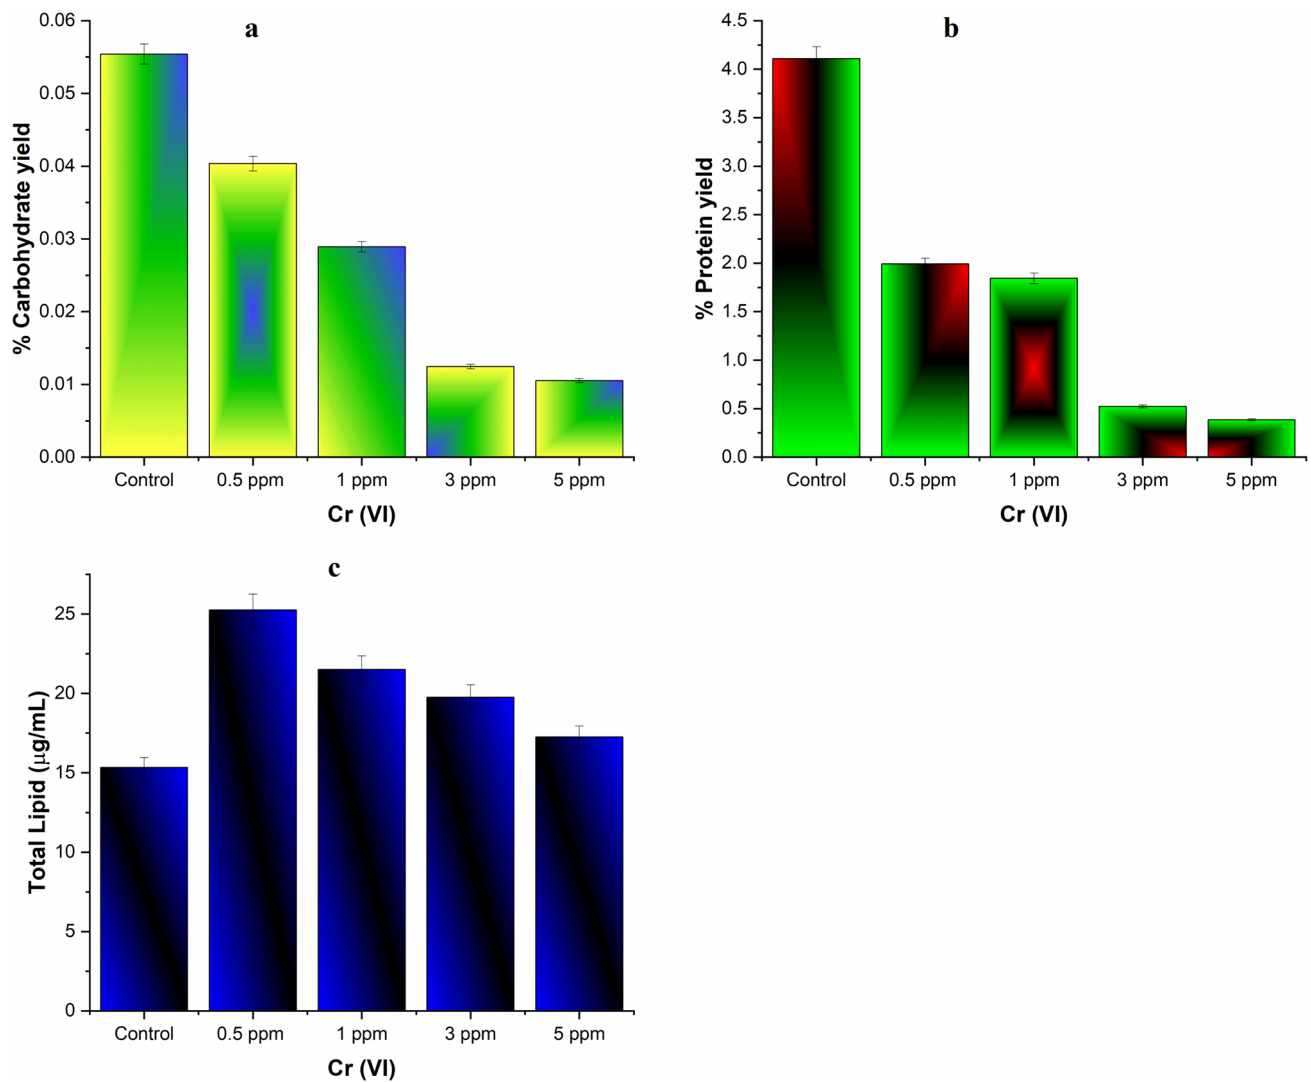 a
0.06
0.05
0.04
0.03
0.02
0.01
0.00
% Carbohydrate yield
Control 0.5 ppm 1 ppm 3 ppm 5 ppm
Cr (VI)
b
4.5
4.0
3.5
3.0
2.5
2.0
1.5
1.0
0.5
0.0
% Protein yield
Control 0.5 ppm 1 ppm 3 ppm 5 ppm
Cr (VI)
c
25
20
15
10
5
0
Total Lipid (μg/mL)
Control 0.5 ppm 1 ppm 3 ppm 5 ppm
Cr (VI)